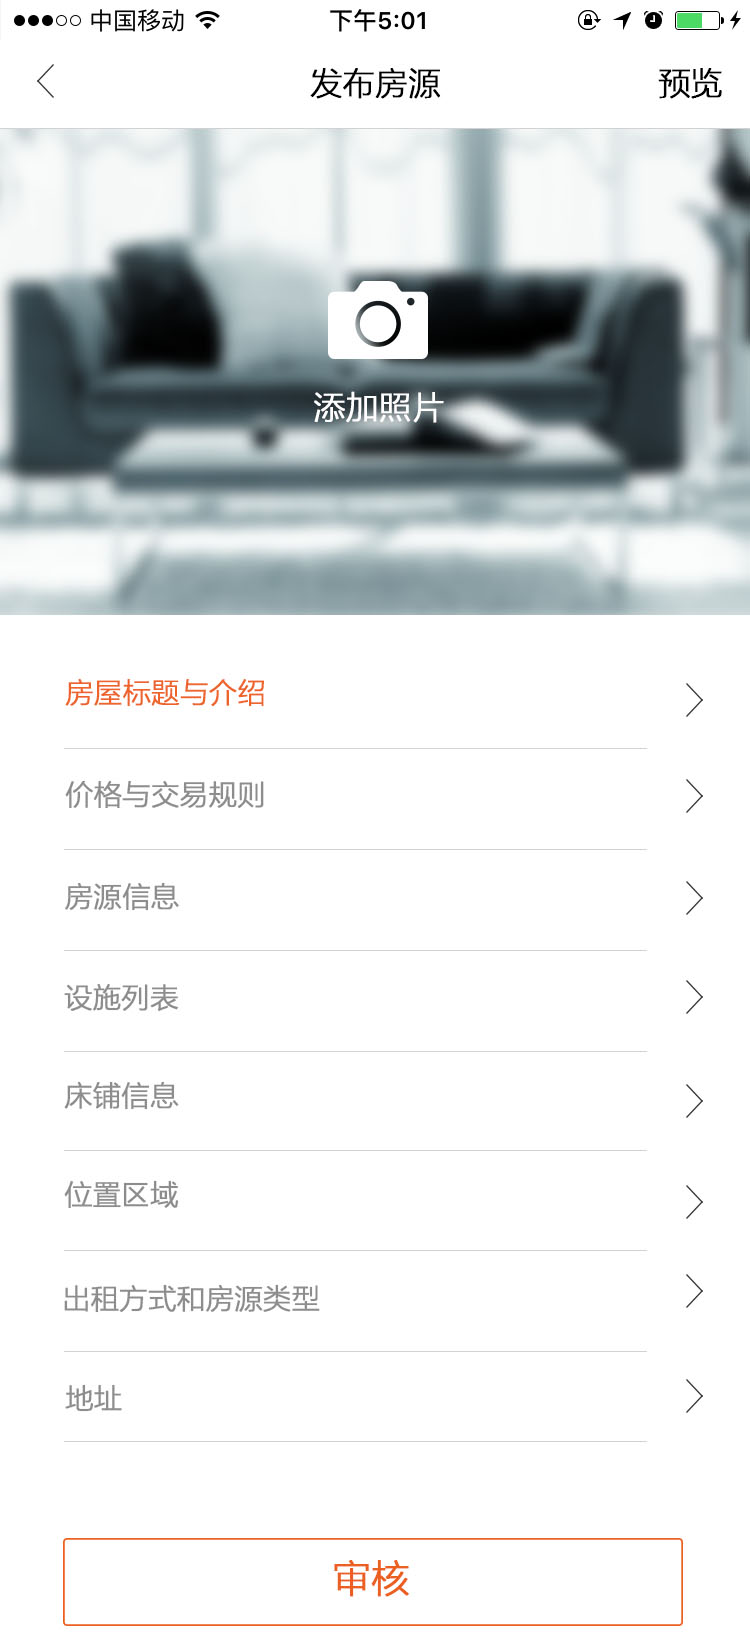 中国移动
下午5:01
发布房源
预览
添加照片
房屋标题与介绍
价格与交易规则
房源信息
设施列表
床铺信息
位置区域
出租方式和房源类型
地址
审核